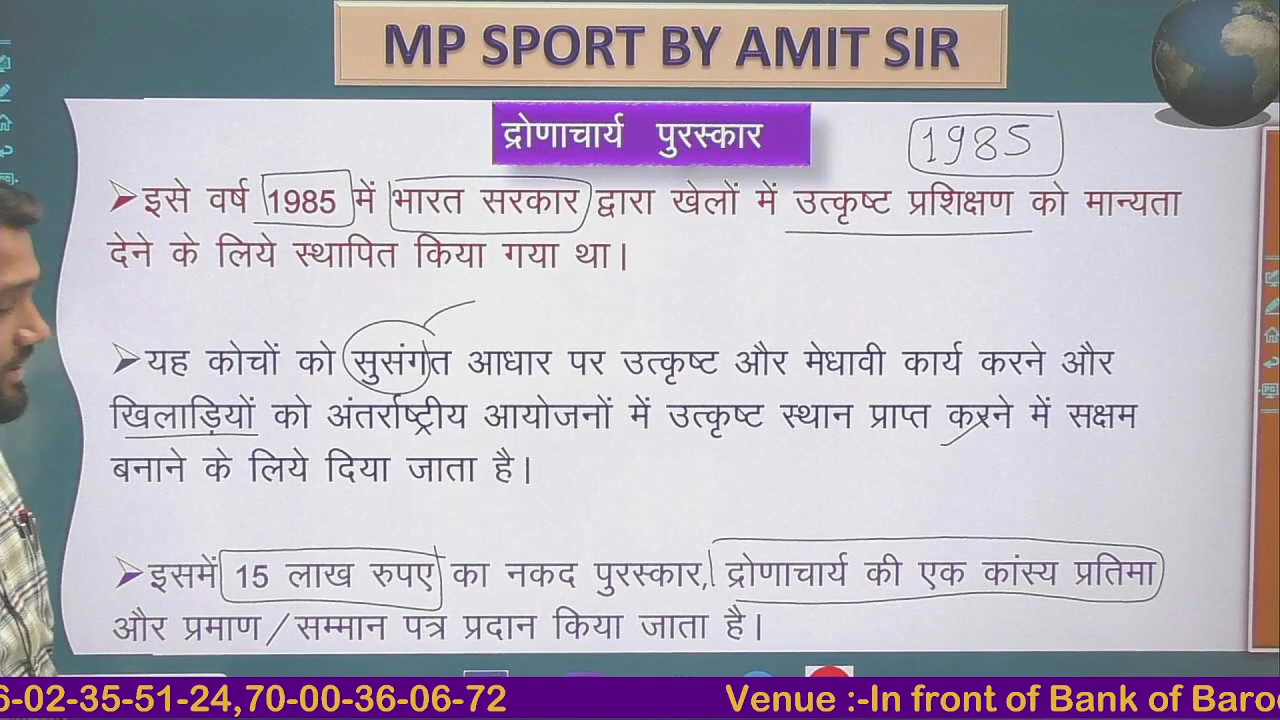 MP SPORT BY AMIT SIR
द्रोणाचार्य पुरस्कार
1985
इसे वर्ष 1985 में भारत सरकार द्वारा खेलों में उत्कृष्ट प्रशिक्षण को मान्यता
देने के लिये स्थापित किया गया था।
यह कोचों को सुसंगत आधार पर उत्कृष्ट और मेधावी कार्य करने और
खिलाड़ियों को अंतर्राष्ट्रीय आयोजनों में उत्कृष्ट स्थान प्राप्त करने में सक्षम
बनाने के लिये दिया जाता है।
इसमें 15 लाख रुपए का नकद पुरस्कार, द्रोणाचार्य की एक कांस्य प्रतिमा
और प्रमाण/सम्मान पत्र प्रदान किया जाता है।
6-02-35-51-24,70-00-36-06-72 Venue :-In front of Bank of Baro